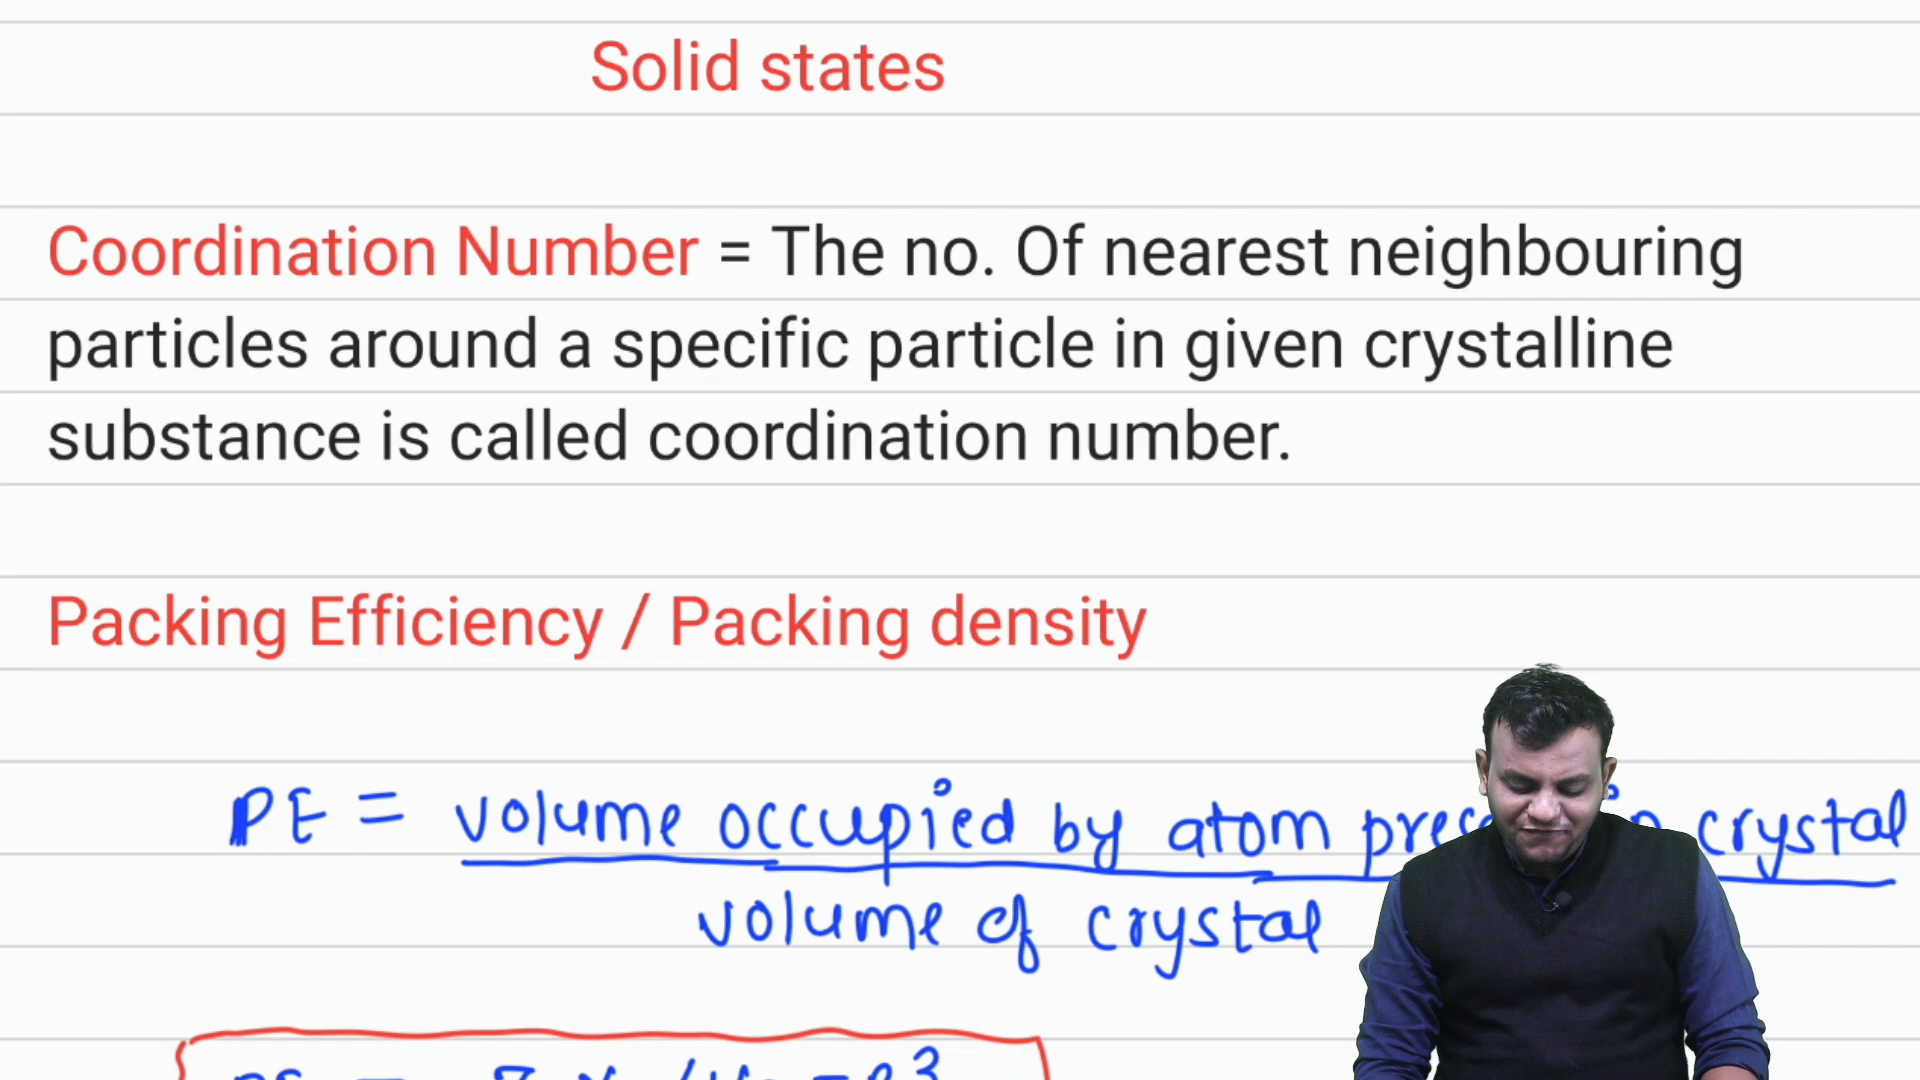 Solid states
Coordination Number = The no. Of nearest neighbouring
particles around a specific particle in given crystalline
substance is called coordination number.
Packing Efficiency / Packing density
PE = volume occupied by atom crystal
volume of crystal